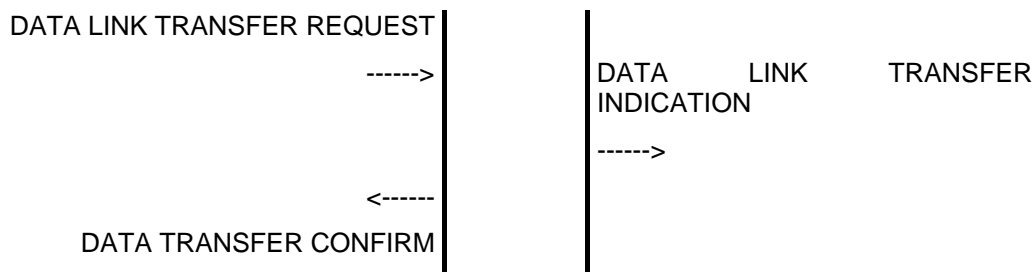 DATA LINK TRANSFER REQUEST
------>
DATA LINK TRANSFER
INDICATION
------>
<------
DATA TRANSFER CONFIRM